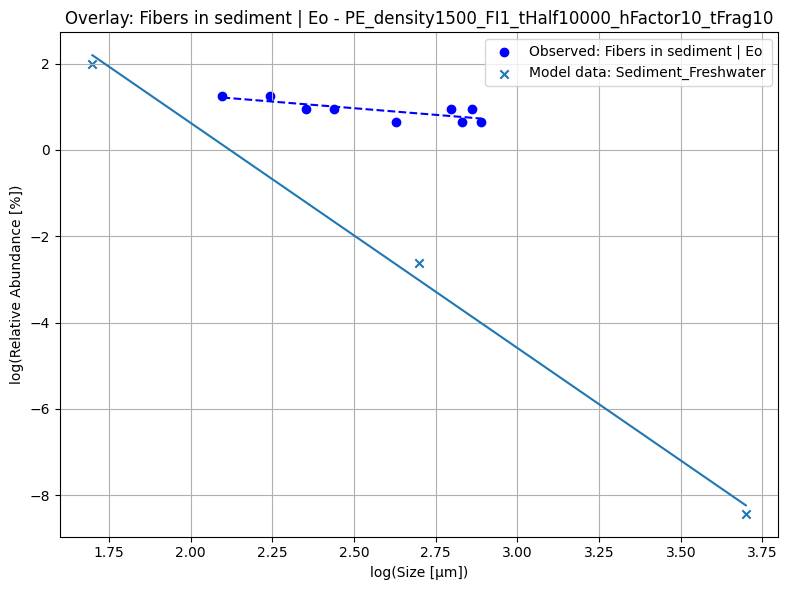 Overlay: Fibers in sediment | Eo - PE_density1500_FI1_tHalf10000_hFactor10_tFrag10
Observed: Fibers in sediment | Eo
Model data: Sediment_Freshwater
log(Relative Abundance [%])
2
0
−2
−4
−6
−8
1.75 2.00 2.25 2.50 2.75 3.00 3.25 3.50 3.75
log(Size [µm])